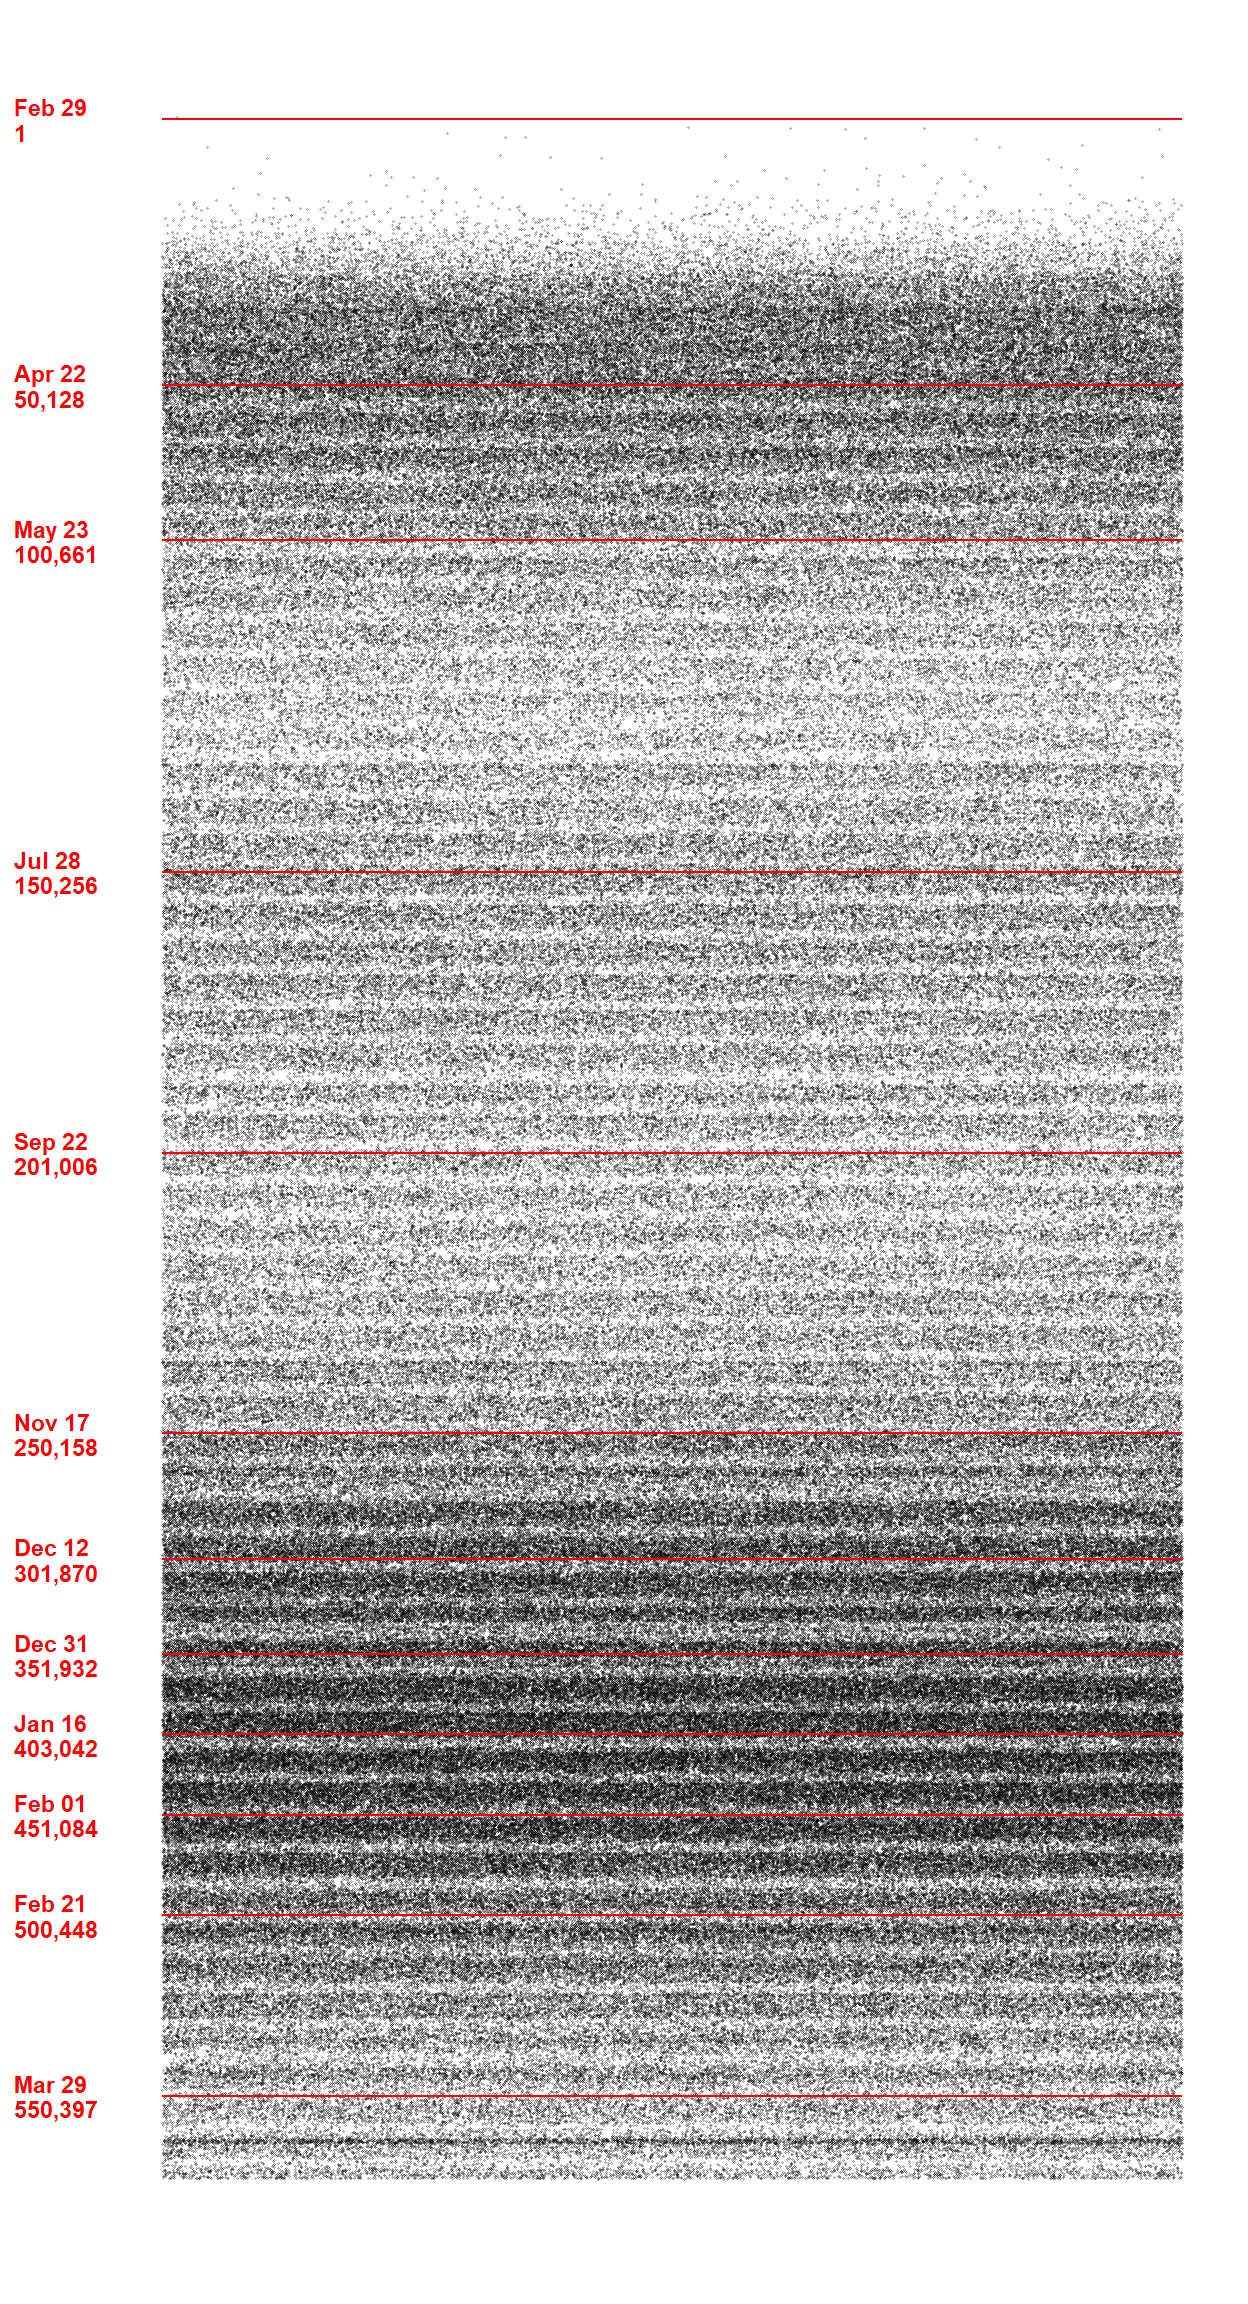 Feb 29
1
Apr 22
50,128
May 23
100,661
Jul 28
150,256
Sep 22
201,006
Nov 17
250,158
Dec 12
301,870
Dec 31
351,932
Jan 16
403,042
Feb 01
451,084
Feb 21
500,448
Mar 29
550,397